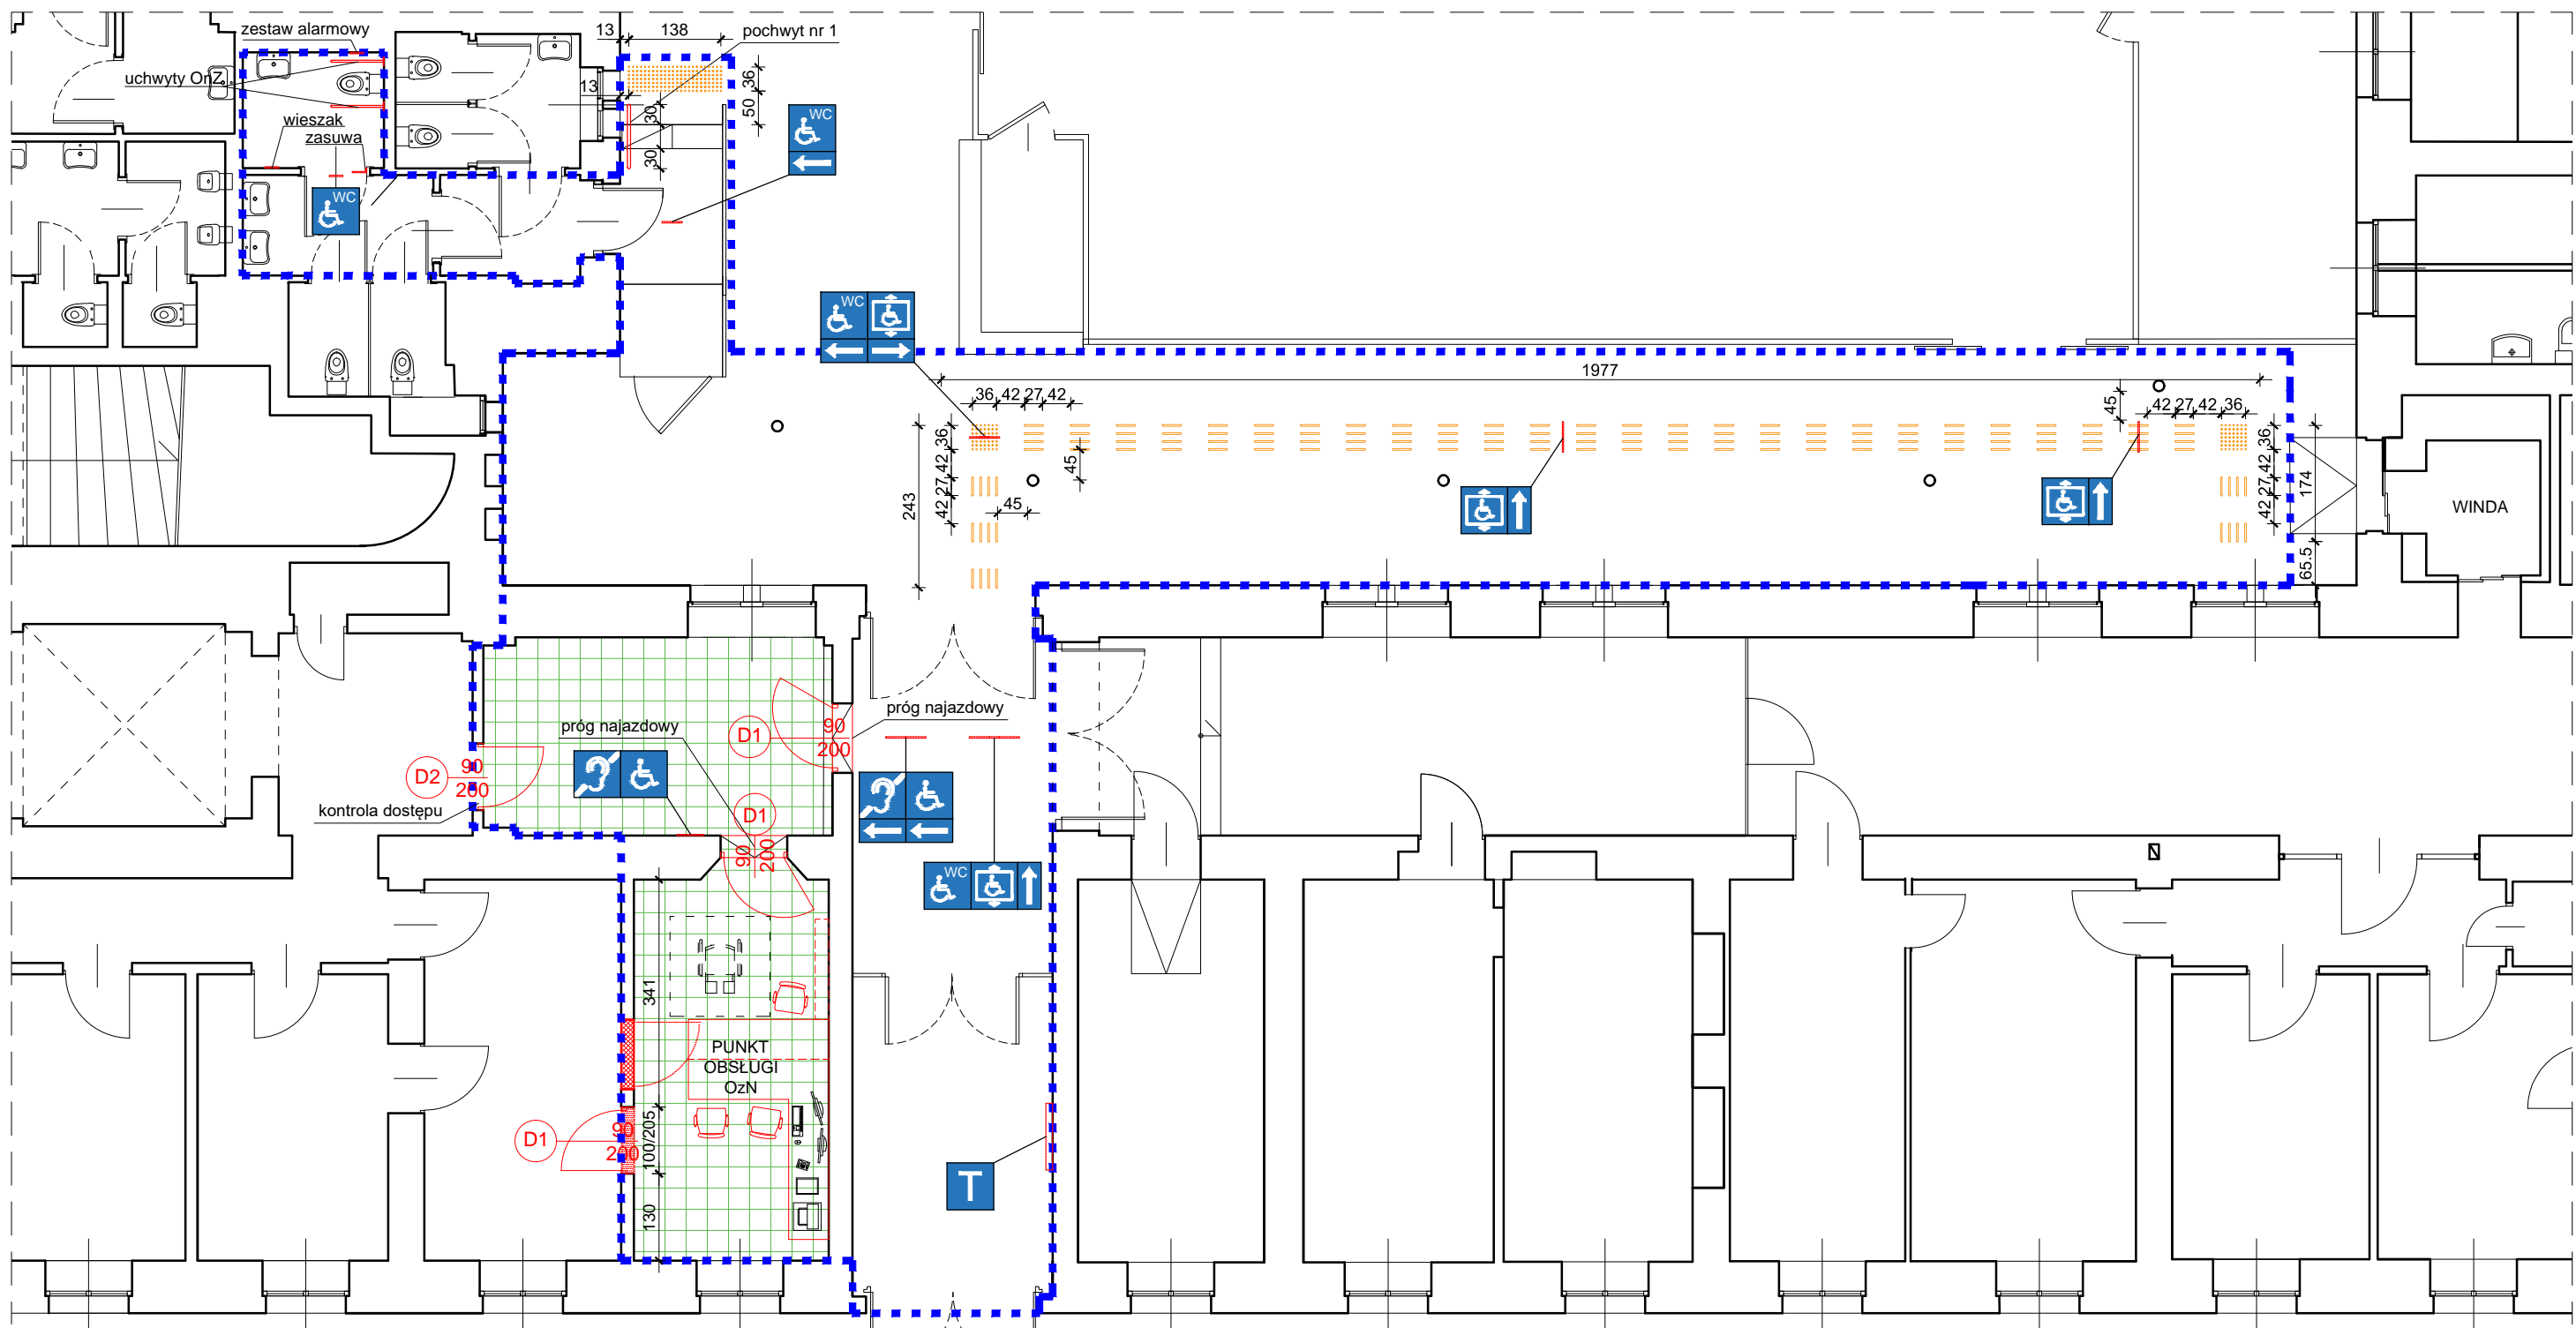 zestaw alarmowy
13
138
pochwyt nr 1
uchwyty OnZ
13
36
50
30
30
wieszak
zasuwa
WC
WC
WC
1977
36 42 27 42
45
42 27 42 36
36
42
27
42
243
45
45
36
42
27
42
174
65.5
WINDA
próg najazdowy
próg najazdowy
D1
90
200
D2
90
200
kontrola dostępu
D1
90
200
WC
341
PUNKT
OBSŁUGI
OzN
D1
90
200
100/205
130
T